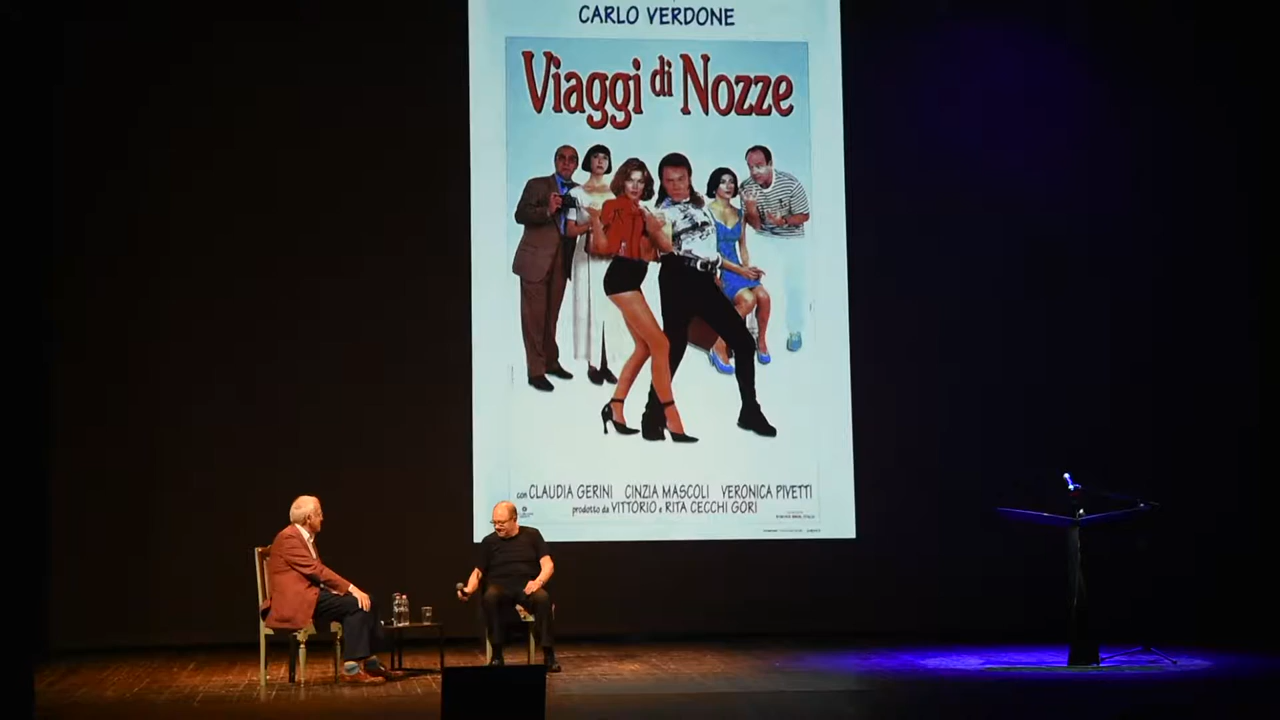 CARLO VERDONE
Viaggi di Nozze
con CLAUDIA GERINI CINZIA MASCOLI VERONICA PIVETTI
prodotto da VITTORIO e RITA CECCHI GORI